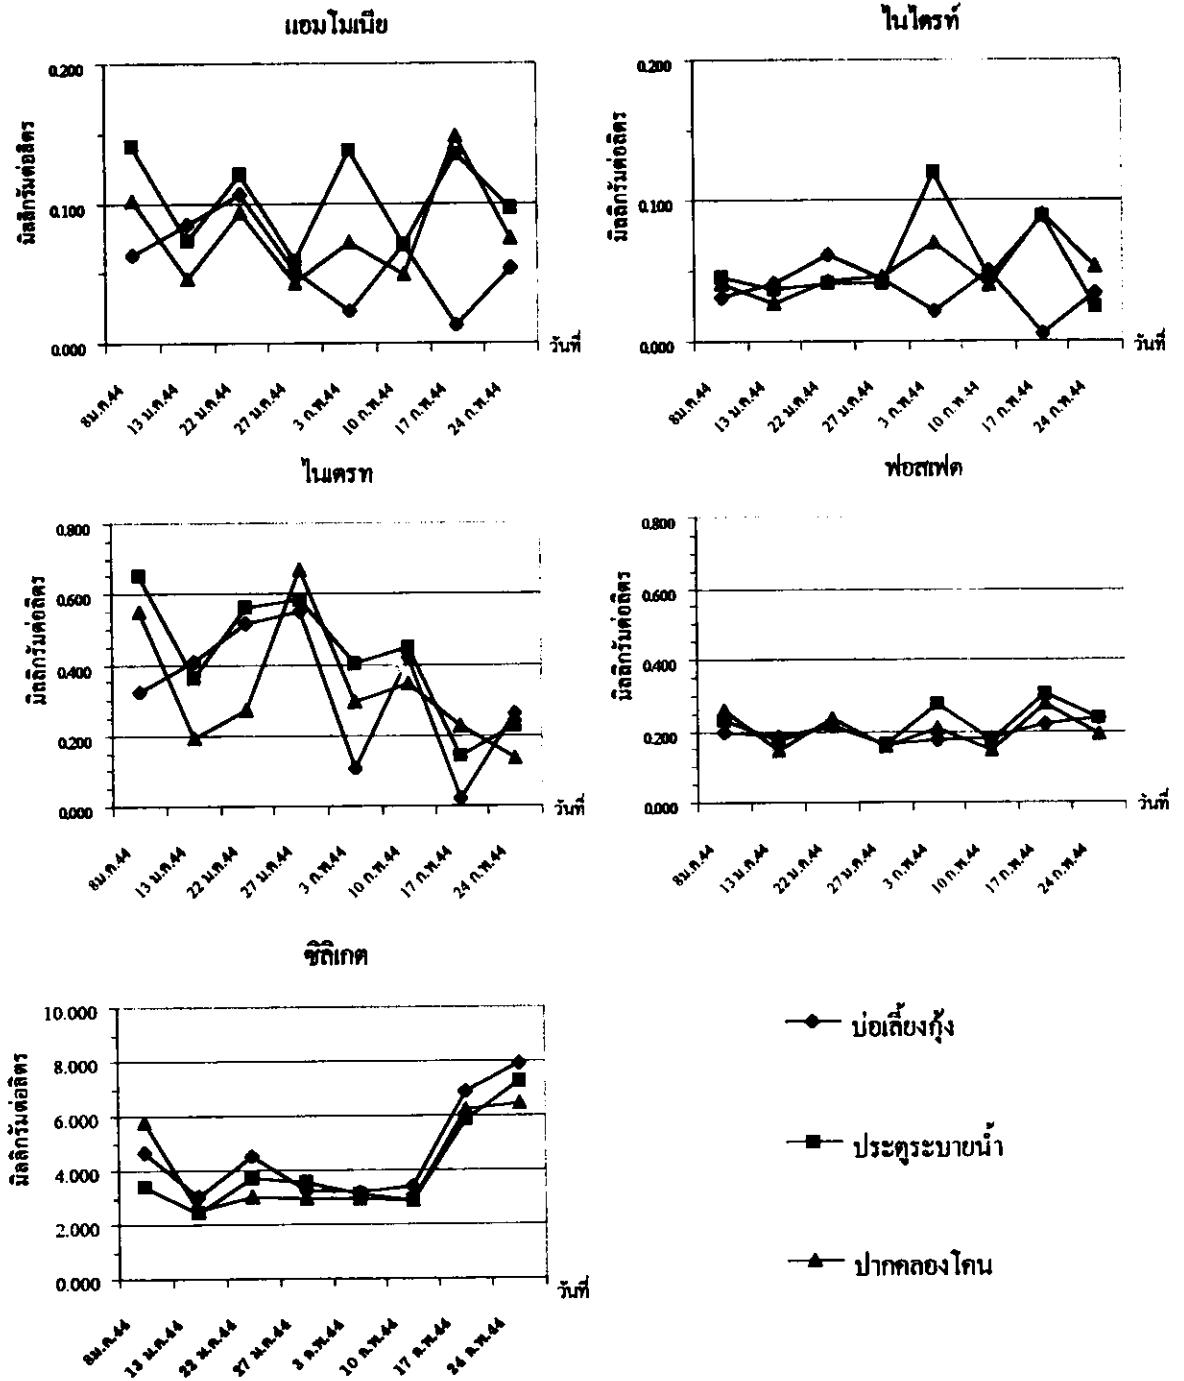 แอมโมเนีย
มิลลิกรัมต่อลิตร
0.200
0.100
0.000
วันที่
8ม.ค.44
13 ม.ค.44
22 ม.ค.44
27 ม.ค.44
3 ก.พ.44
10 ก.พ.44
17 ก.พ.44
24 ก.พ.44
ไนไตรท์
มิลลิกรัมต่อลิตร
0.200
0.100
0.000
วันที่
8ม.ค.44
13 ม.ค.44
22 ม.ค.44
27 ม.ค.44
3 ก.พ.44
10 ก.พ.44
17 ก.พ.44
24 ก.พ.44
ไนเตรท
มิลลิกรัมต่อลิตร
0.800
0.600
0.400
0.200
0.000
วันที่
8ม.ค.44
13 ม.ค.44
22 ม.ค.44
27 ม.ค.44
3 ก.พ.44
10 ก.พ.44
17 ก.พ.44
24 ก.พ.44
ฟอสเฟต
มิลลิกรัมต่อลิตร
0.800
0.600
0.400
0.200
0.000
วันที่
8ม.ค.44
13 ม.ค.44
22 ม.ค.44
27 ม.ค.44
3 ก.พ.44
10 ก.พ.44
17 ก.พ.44
24 ก.พ.44
ซิลิเกต
มิลลิกรัมต่อลิตร
10.000
8.000
6.000
4.000
2.000
0.000
วันที่
8ม.ค.44
13 ม.ค.44
22 ม.ค.44
27 ม.ค.44
3 ก.พ.44
10 ก.พ.44
17 ก.พ.44
24 ก.พ.44
บ่อเลี้ยงกุ้ง
ประตูระบายน้ำ
ปากคลองโคน